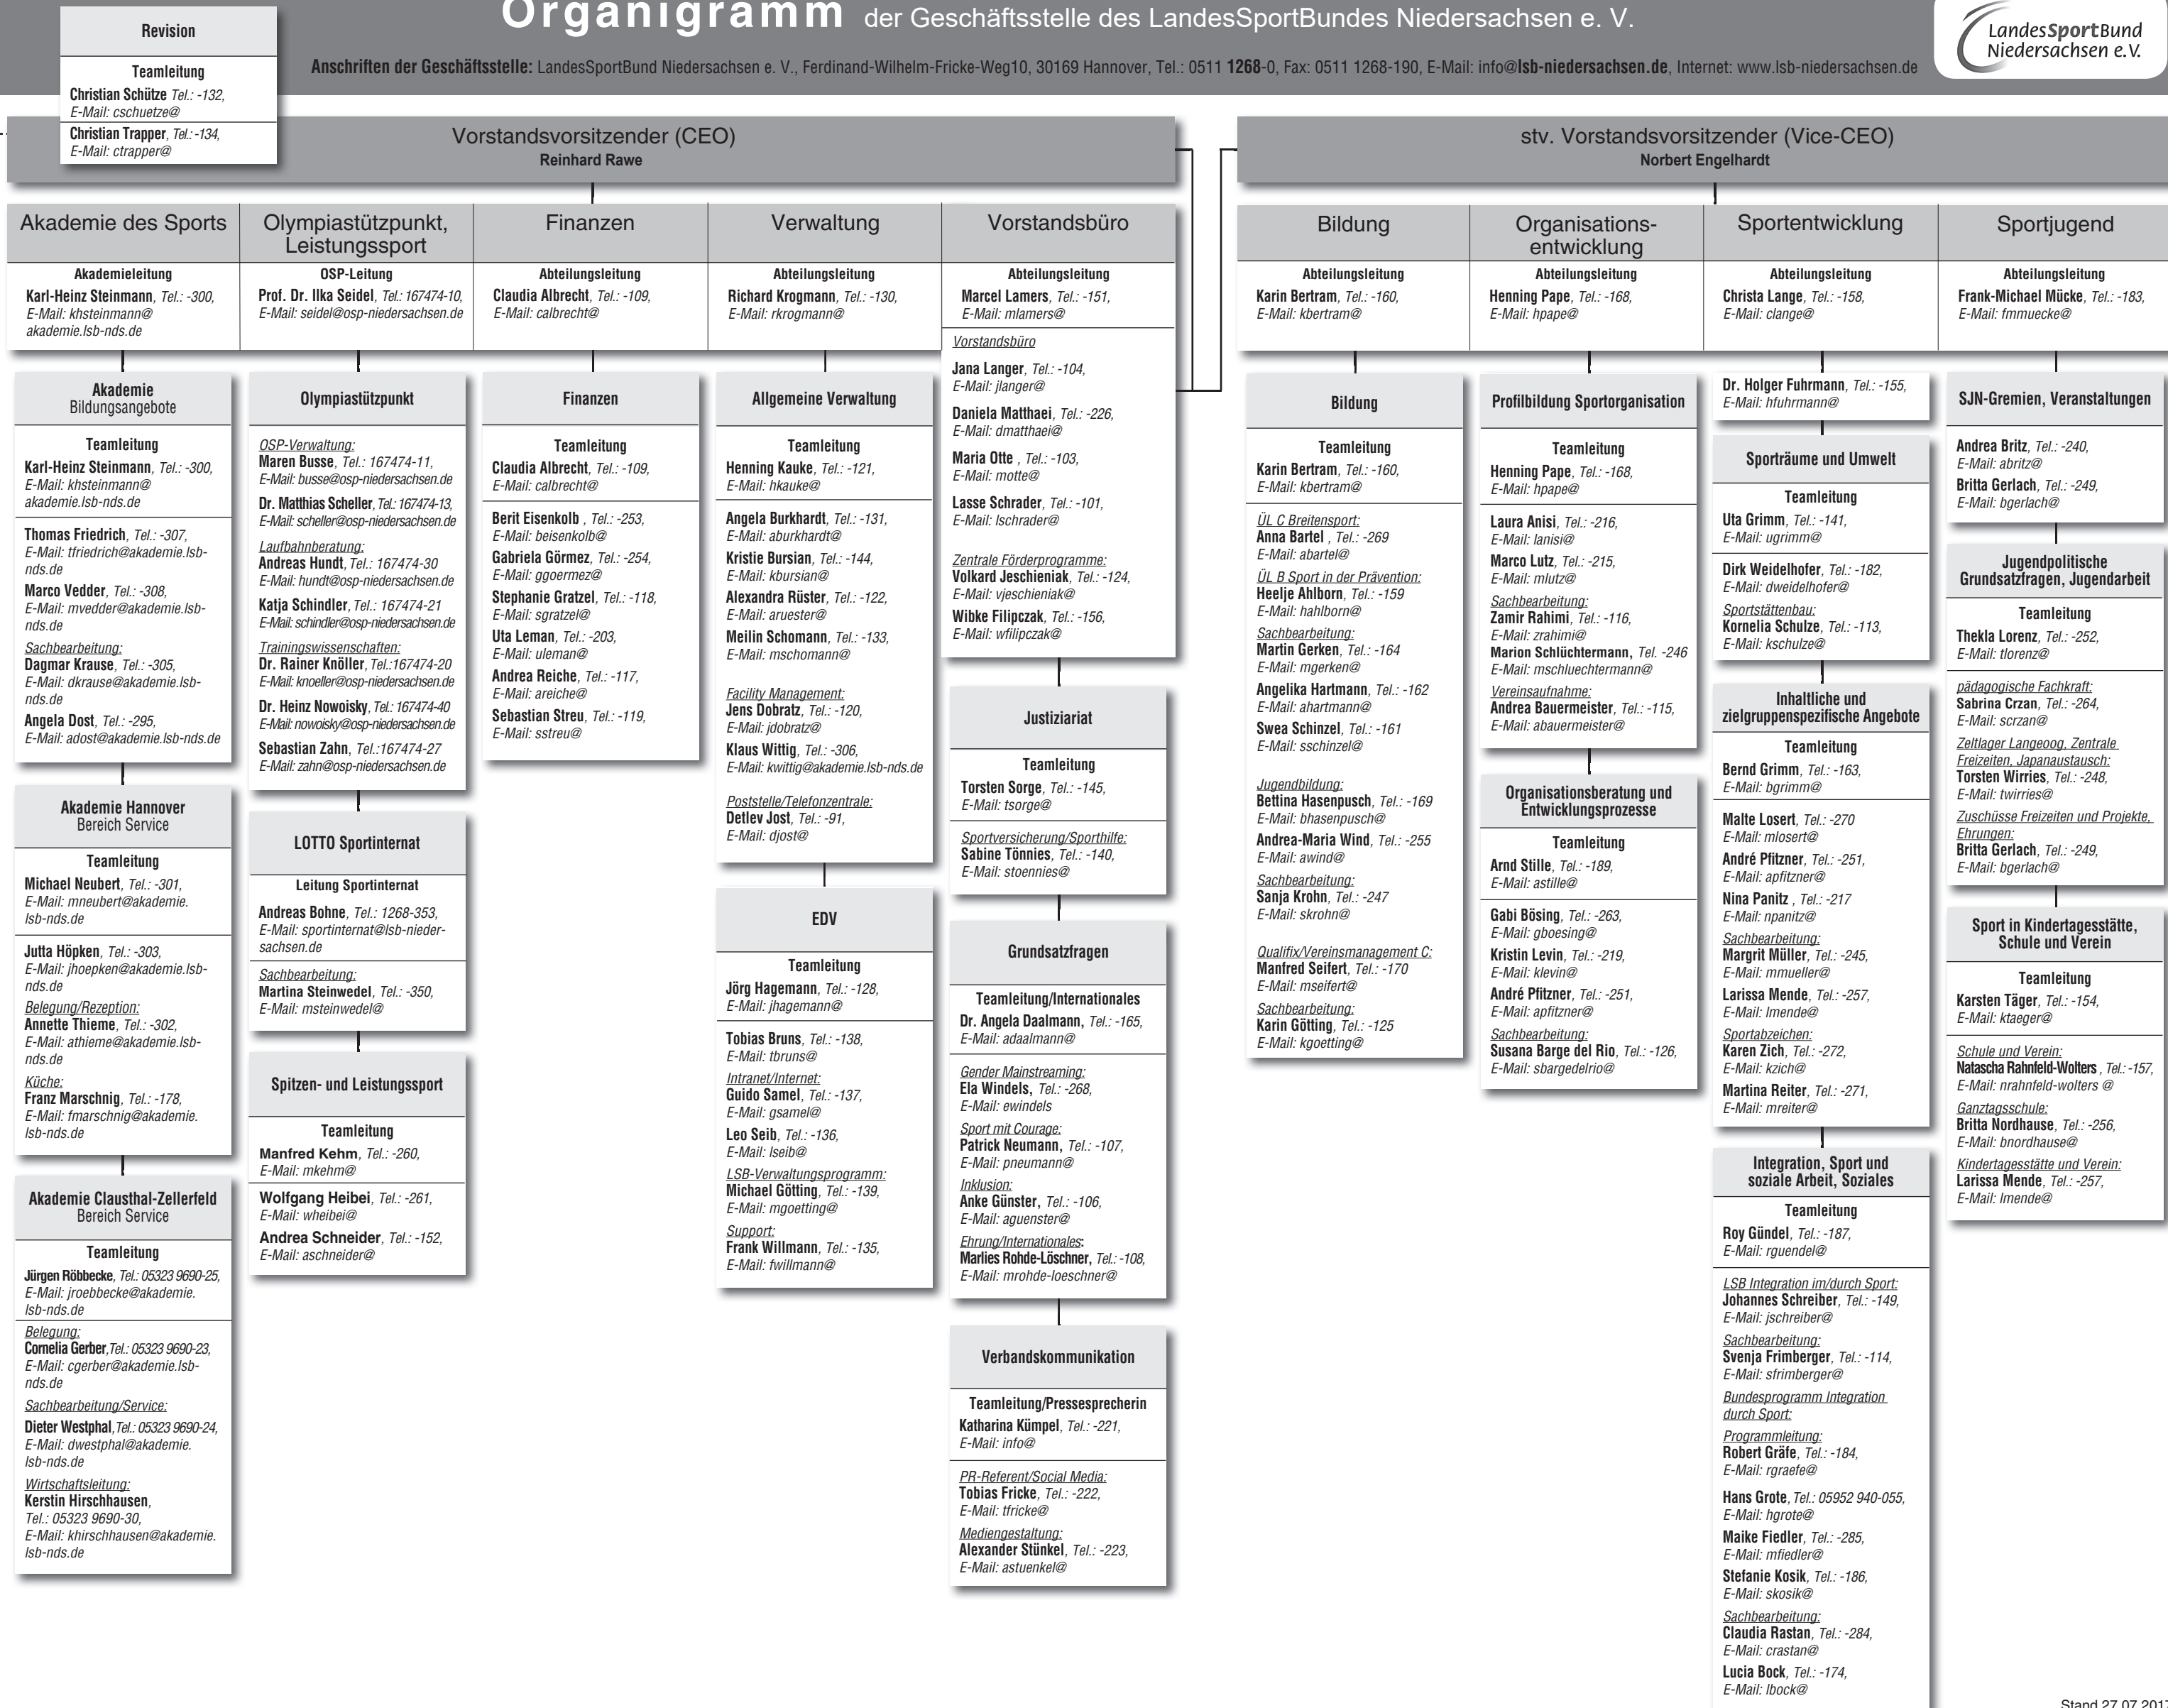 Organigramm der Geschäftsstelle des LandesSportBundes Niedersachsen e. V.
Anschriften der Geschäftsstelle: LandesSportBund Niedersachsen e. V., Ferdinand-Wilhelm-Fricke-Weg10, 30169 Hannover, Tel.: 0511 1268-0, Fax: 0511 1268-190, E-Mail: info@lsb-niedersachsen.de, Internet: www.lsb-niedersachsen.de
LandesSportBund
Niedersachsen e.V.
Revision
Teamleitung
Christian Schütze Tel.: -132,
E-Mail: cschuetze@
Christian Trapper, Tel.: -134,
E-Mail: ctrapper@
Vorstandsvorsitzender (CEO)
Reinhard Rawe
Akademie des Sports
Akademieleitung
Karl-Heinz Steinmann, Tel.: -300,
E-Mail: khsteinmann@
akademie.lsb-nds.de
Akademie
Bildungsangebote
Teamleitung
Karl-Heinz Steinmann, Tel.: -300,
E-Mail: khsteinmann@
akademie.lsb-nds.de
Thomas Friedrich, Tel.: -307,
E-Mail: tfriedrich@akademie.lsb-
nds.de
Marco Vedder, Tel.: -308,
E-Mail: mvedder@akademie.lsb-
nds.de
Sachbearbeitung:
Dagmar Krause, Tel.: -305,
E-Mail: dkrause@akademie.lsb-
nds.de
Angela Dost, Tel.: -295,
E-Mail: adost@akademie.lsb-nds.de
Akademie Hannover
Bereich Service
Teamleitung
Michael Neubert, Tel.: -301,
E-Mail: mneubert@akademie.
lsb-nds.de
Jutta Höpken, Tel.: -303,
E-Mail: jhoepken@akademie.lsb-
nds.de
Belegung/Rezeption:
Annette Thieme, Tel.: -302,
E-Mail: athieme@akademie.lsb-
nds.de
Küche:
Franz Marschnig, Tel.: -178,
E-Mail: fmarschnig@akademie.
lsb-nds.de
Akademie Clausthal-Zellerfeld
Bereich Service
Teamleitung
Jürgen Röbbecke, Tel.: 05323 9690-25,
E-Mail: jroebbecke@akademie.
lsb-nds.de
Belegung:
Cornelia Gerber,Tel.: 05323 9690-23,
E-Mail: cgerber@akademie.lsb-
nds.de
Sachbearbeitung/Service:
Dieter Westphal,Tel.: 05323 9690-24,
E-Mail: dwestphal@akademie.
lsb-nds.de
Wirtschaftsleitung:
Kerstin Hirschhausen,
Tel.: 05323 9690-30,
E-Mail: khirschhausen@akademie.
lsb-nds.de
Olympiastützpunkt,
Leistungssport
OSP-Leitung
Prof. Dr. Ilka Seidel, Tel.: 167474-10,
E-Mail: seidel@osp-niedersachsen.de
Olympiastützpunkt
OSP-Verwaltung:
Maren Busse, Tel.: 167474-11,
E-Mail: busse@osp-niedersachsen.de
Dr. Matthias Scheller, Tel.: 167474-13,
E-Mail: scheller@osp-niedersachsen.de
Laufbahnberatung:
Andreas Hundt, Tel.: 167474-30
E-Mail: hundt@osp-niedersachsen.de
Katja Schindler, Tel.: 167474-21
E-Mail: schindler@osp-niedersachsen.de
Trainingswissenschaften:
Dr. Rainer Knöller, Tel.:167474-20
E-Mail: knoeller@osp-niedersachsen.de
Dr. Heinz Nowoisky, Tel.: 167474-40
E-Mail: nowoisky@osp-niedersachsen.de
Sebastian Zahn, Tel.:167474-27
E-Mail: zahn@osp-niedersachsen.de
LOTTO Sportinternat
Leitung Sportinternat
Andreas Bohne, Tel.: 1268-353,
E-Mail: sportinternat@lsb-nieder-
sachsen.de
Sachbearbeitung:
Martina Steinwedel, Tel.: -350,
E-Mail: msteinwedel@
Spitzen- und Leistungssport
Teamleitung
Manfred Kehm, Tel.: -260,
E-Mail: mkehm@
Wolfgang Heibei, Tel.: -261,
E-Mail: wheibei@
Andrea Schneider, Tel.: -152,
E-Mail: aschneider@
Finanzen
Abteilungsleitung
Claudia Albrecht, Tel.: -109,
E-Mail: calbrecht@
Finanzen
Teamleitung
Claudia Albrecht, Tel.: -109,
E-Mail: calbrecht@
Berit Eisenkolb , Tel.: -253,
E-Mail: beisenkolb@
Gabriela Görmez, Tel.: -254,
E-Mail: ggoermez@
Stephanie Gratzel, Tel.: -118,
E-Mail: sgratzel@
Uta Leman, Tel.: -203,
E-Mail: uleman@
Andrea Reiche, Tel.: -117,
E-Mail: areiche@
Sebastian Streu, Tel.: -119,
E-Mail: sstreu@
Verwaltung
Abteilungsleitung
Richard Krogmann, Tel.: -130,
E-Mail: rkrogmann@
Allgemeine Verwaltung
Teamleitung
Henning Kauke, Tel.: -121,
E-Mail: hkauke@
Angela Burkhardt, Tel.: -131,
E-Mail: aburkhardt@
Kristie Bursian, Tel.: -144,
E-Mail: kbursian@
Alexandra Rüster, Tel.: -122,
E-Mail: aruester@
Meilin Schomann, Tel.: -133,
E-Mail: mschomann@
Facility Management:
Jens Dobratz, Tel.: -120,
E-Mail: jdobratz@
Klaus Wittig, Tel.: -306,
E-Mail: kwittig@akademie.lsb-nds.de
Poststelle/Telefonzentrale:
Detlev Jost, Tel.: -91,
E-Mail: djost@
EDV
Teamleitung
Jörg Hagemann, Tel.: -128,
E-Mail: jhagemann@
Tobias Bruns, Tel.: -138,
E-Mail: tbruns@
Intranet/Internet:
Guido Samel, Tel.: -137,
E-Mail: gsamel@
Leo Seib, Tel.: -136,
E-Mail: lseib@
LSB-Verwaltungsprogramm:
Michael Götting, Tel.: -139,
E-Mail: mgoetting@
Support:
Frank Willmann, Tel.: -135,
E-Mail: fwillmann@
Vorstandsbüro
Abteilungsleitung
Marcel Lamers, Tel.: -151,
E-Mail: mlamers@
Vorstandsbüro
Jana Langer, Tel.: -104,
E-Mail: jlanger@
Daniela Matthaei, Tel.: -226,
E-Mail: dmatthaei@
Maria Otte , Tel.: -103,
E-Mail: motte@
Lasse Schrader, Tel.: -101,
E-Mail: lschrader@
Zentrale Förderprogramme:
Volkard Jeschieniak, Tel.: -124,
E-Mail: vjeschieniak@
Wibke Filipczak, Tel.: -156,
E-Mail: wfilipczak@
Justiziariat
Teamleitung
Torsten Sorge, Tel.: -145,
E-Mail: tsorge@
Sportversicherung/Sporthilfe:
Sabine Tönnies, Tel.: -140,
E-Mail: stoennies@
Grundsatzfragen
Teamleitung/Internationales
Dr. Angela Daalmann, Tel.: -165,
E-Mail: adaalmann@
Gender Mainstreaming:
Ela Windels, Tel.: -268,
E-Mail: ewindels
Sport mit Courage:
Patrick Neumann, Tel.: -107,
E-Mail: pneumann@
Inklusion:
Anke Günster, Tel.: -106,
E-Mail: aguenster@
Ehrung/Internationales:
Marlies Rohde-Löschner, Tel.: -108,
E-Mail: mrohde-loeschner@
Verbandskommunikation
Teamleitung/Pressesprecherin
Katharina Kümpel, Tel.: -221,
E-Mail: info@
PR-Referent/Social Media:
Tobias Fricke, Tel.: -222,
E-Mail: tfricke@
Mediengestaltung:
Alexander Stünkel, Tel.: -223,
E-Mail: astuenkel@
stv. Vorstandsvorsitzender (Vice-CEO)
Norbert Engelhardt
Bildung
Abteilungsleitung
Karin Bertram, Tel.: -160,
E-Mail: kbertram@
Bildung
Teamleitung
Karin Bertram, Tel.: -160,
E-Mail: kbertram@
ÜL C Breitensport:
Anna Bartel , Tel.: -269
E-Mail: abartel@
ÜL B Sport in der Prävention:
Heelje Ahlborn, Tel.: -159
E-Mail: hahlborn@
Sachbearbeitung:
Martin Gerken, Tel.: -164
E-Mail: mgerken@
Angelika Hartmann, Tel.: -162
E-Mail: ahartmann@
Swea Schinzel, Tel.: -161
E-Mail: sschinzel@
Jugendbildung:
Bettina Hasenpusch, Tel.: -169
E-Mail: bhasenpusch@
Andrea-Maria Wind, Tel.: -255
E-Mail: awind@
Sachbearbeitung:
Sanja Krohn, Tel.: -247
E-Mail: skrohn@
Qualifix/Vereinsmanagement C:
Manfred Seifert, Tel.: -170
E-Mail: mseifert@
Sachbearbeitung:
Karin Götting, Tel.: -125
E-Mail: kgoetting@
Organisations-
entwicklung
Abteilungsleitung
Henning Pape, Tel.: -168,
E-Mail: hpape@
Profilbildung Sportorganisation
Teamleitung
Henning Pape, Tel.: -168,
E-Mail: hpape@
Laura Anisi, Tel.: -216,
E-Mail: lanisi@
Marco Lutz, Tel.: -215,
E-Mail: mlutz@
Sachbearbeitung:
Zamir Rahimi, Tel.: -116,
E-Mail: zrahimi@
Marion Schlüchtermann, Tel. -246
E-Mail: mschluechtermann@
Vereinsaufnahme:
Andrea Bauermeister, Tel.: -115,
E-Mail: abauermeister@
Organisationsberatung und
Entwicklungsprozesse
Teamleitung
Arnd Stille, Tel.: -189,
E-Mail: astille@
Gabi Bösing, Tel.: -263,
E-Mail: gboesing@
Kristin Levin, Tel.: -219,
E-Mail: klevin@
André Pfitzner, Tel.: -251,
E-Mail: apfitzner@
Sachbearbeitung:
Susana Barge del Rio, Tel.: -126,
E-Mail: sbargedelrio@
Sportentwicklung
Abteilungsleitung
Christa Lange, Tel.: -158,
E-Mail: clange@
Dr. Holger Fuhrmann, Tel.: -155,
E-Mail: hfuhrmann@
Sporträume und Umwelt
Teamleitung
Uta Grimm, Tel.: -141,
E-Mail: ugrimm@
Dirk Weidelhofer, Tel.: -182,
E-Mail: dweidelhofer@
Sportstättenbau:
Kornelia Schulze, Tel.: -113,
E-Mail: kschulze@
Inhaltliche und
zielgruppenspezifische Angebote
Teamleitung
Bernd Grimm, Tel.: -163,
E-Mail: bgrimm@
Malte Losert, Tel.: -270
E-Mail: mlosert@
André Pfitzner, Tel.: -251,
E-Mail: apfitzner@
Nina Panitz , Tel.: -217
E-Mail: npanitz@
Sachbearbeitung:
Margrit Müller, Tel.: -245,
E-Mail: mmueller@
Larissa Mende, Tel.: -257,
E-Mail: lmende@
Sportabzeichen:
Karen Zich, Tel.: -272,
E-Mail: kzich@
Martina Reiter, Tel.: -271,
E-Mail: mreiter@
Integration, Sport und
soziale Arbeit, Soziales
Teamleitung
Roy Gündel, Tel.: -187,
E-Mail: rguendel@
LSB Integration im/durch Sport:
Johannes Schreiber, Tel.: -149,
E-Mail: jschreiber@
Sachbearbeitung:
Svenja Frimberger, Tel.: -114,
E-Mail: sfrimberger@
Bundesprogramm Integration
durch Sport:
Programmleitung:
Robert Gräfe, Tel.: -184,
E-Mail: rgraefe@
Hans Grote, Tel.: 05952 940-055,
E-Mail: hgrote@
Maike Fiedler, Tel.: -285,
E-Mail: mfiedler@
Stefanie Kosik, Tel.: -186,
E-Mail: skosik@
Sachbearbeitung:
Claudia Rastan, Tel.: -284,
E-Mail: crastan@
Lucia Bock, Tel.: -174,
E-Mail: lbock@
Sportjugend
Abteilungsleitung
Frank-Michael Mücke, Tel.: -183,
E-Mail: fmmuecke@
SJN-Gremien, Veranstaltungen
Andrea Britz, Tel.: -240,
E-Mail: abritz@
Britta Gerlach, Tel.: -249,
E-Mail: bgerlach@
Jugendpolitische
Grundsatzfragen, Jugendarbeit
Teamleitung
Thekla Lorenz, Tel.: -252,
E-Mail: tlorenz@
pädagogische Fachkraft:
Sabrina Crzan, Tel.: -264,
E-Mail: scrzan@
Zeltlager Langeoog, Zentrale
Freizeiten, Japanaustausch:
Torsten Wirries, Tel.: -248,
E-Mail: twirries@
Zuschüsse Freizeiten und Projekte,
Ehrungen:
Britta Gerlach, Tel.: -249,
E-Mail: bgerlach@
Sport in Kindertagesstätte,
Schule und Verein
Teamleitung
Karsten Täger, Tel.: -154,
E-Mail: ktaeger@
Schule und Verein:
Natascha Rahnfeld-Wolters , Tel.: -157,
E-Mail: nrahnfeld-wolters @
Ganztagsschule:
Britta Nordhause, Tel.: -256,
E-Mail: bnordhause@
Kindertagesstätte und Verein:
Larissa Mende, Tel.: -257,
E-Mail: lmende@
Stand 27.07.2017